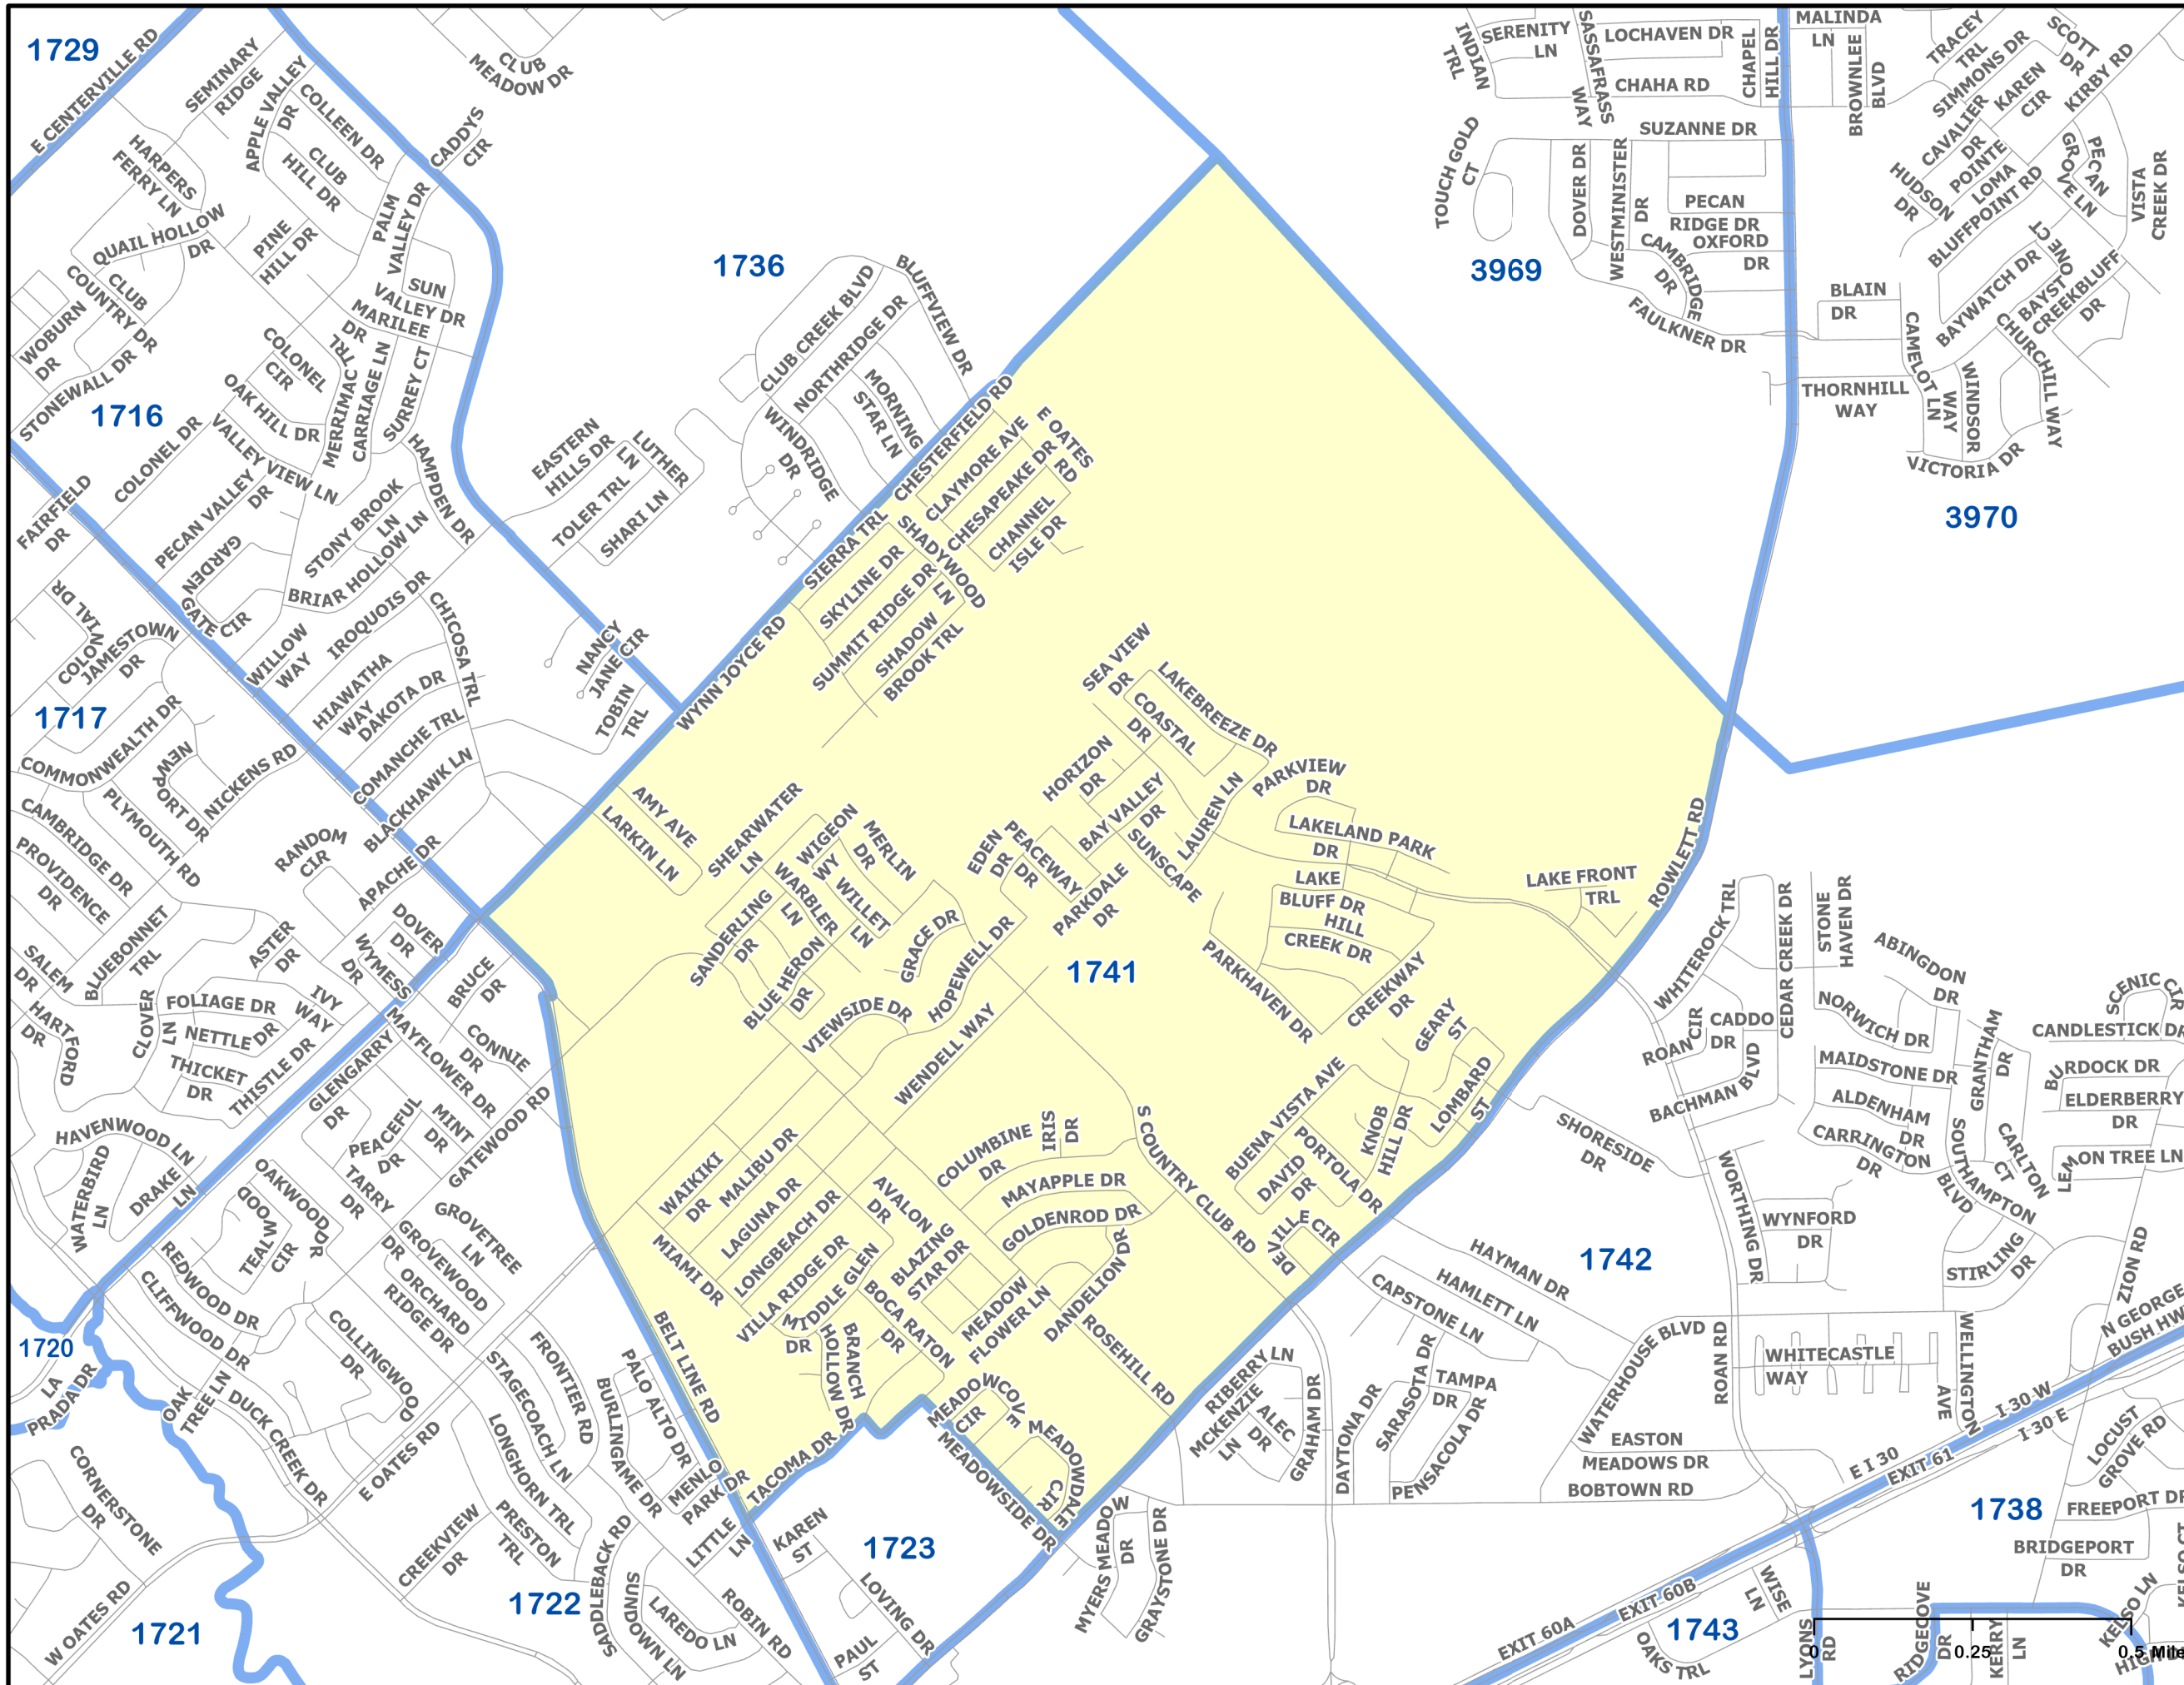 1729
E CENTERVILLE RD
SEMINARY
RIDGE
APPLE VALLEY
DR
COLLEEN DR
CLUB
HILL DR
HARPERS
FERRY LN
QUAIL HOLLOW
DR
PINE
HILL DR
PALM
VALLEY DR
CADDYS
CIR
CLUB
MEADOW DR
CLUB
COUNTRY DR
WOBURN
DR
STONEWALL DR
SUN
VALLEY DR
MARILEE
DR
COLONEL
CIR
MERRIMAC TRL
CARRIAGE LN
SURREY CT
OAK HILL DR
1716
COLONEL DR
VALLEY VIEW LN
HAMPDEN DR
FAIRFIELD
DR
PECAN VALLEY
DR
STONY BROOK
LN
BRIAR HOLLOW LN
GARDEN
GATE CIR
IROQUOIS DR
CHICOSA TRL
WILLOW
WAY
HIAWATHA
WAY
DAKOTA DR
COMANCHE TRL
BLACKHAWK LN
1736
CLUB CREEK BLVD
BLUFFVIEW DR
NORTHRIDGE DR
MORNING
STAR LN
WINDRIDGE
DR
EASTERN
HILLS DR
LUTHER
LN
TOLER TRL
SHARI LN
NANCY
JANE CIR
TOBIN
TRL
CHESTERFIELD RD
SIERRA TRL
WYNN JOYCE RD
CLAYMORE AVE
E OATES
RD
CHESAPEAKE DR
CHANNEL
ISLE DR
SHADYWOOD
LN
SKYLINE DR
SUMMIT RIDGE DR
SHADOW
BROOK TRL
INDIAN
TRL
SERENITY
LN
SASSAFRASS
WAY
LOCHAVEN DR
CHAPEL
HILL DR
CHAHA RD
SUZANNE DR
TOUCH GOLD
CT
DOVER DR
WESTMINISTER
DR
PECAN
RIDGE DR
OXFORD
DR
CAMBRIDGE
DR
FAULKNER DR
3969
MALINDA
LN
BROWNLEE
BLVD
TRACEY
TRL
SCOTT
DR
SIMMONS DR
KAREN
CIR
KIRBY RD
CAVALIER
DR
POINTE
LOMA
HUDSON
DR
BLUFFPOINT RD
PECAN
GROVE LN
VISTA
CREEK DR
BAYWATCH DR
BAYSTONE CT
CREEKBLUFF
DR
BLAIN
DR
CAMELOT LN
WINDSOR
WAY
CHURCHILL WAY
THORNHILL
WAY
VICTORIA DR
3970
COLONIAL DR
JAMESTOWN
DR
1717
COMMONWEALTH DR
NEWPORT DR
NICKENS RD
PLYMOUTH RD
CAMBRIDGE DR
PROVIDENCE
DR
RANDOM
CIR
APACHE DR
SALEM
DR
BLUEBONNET
TRL
ASTER
DR
DOVER
DR
WYMESS
DR
BRUCE
DR
HARTFORD
DR
CLOVER
LN
FOLIAGE DR
IVY
WAY
NETTLE DR
THICKET
DR
THISTLE DR
MAYFLOWER DR
CONNIE
DR
GLENGARRY
DR
PEACEFUL
DR
MINT
DR
GATEWOOD RD
HAVENWOOD LN
WATERBIRD
LN
DRAKE
LN
OAKWOOD DR
TEALWOOD
CIR
TARRY
DR
GROVETREE
LN
GROVEWOOD
DR
ORCHARD
RIDGE DR
REDWOOD DR
CLIFFWOOD DR
COLLINGWOOD
DR
1720
LA
PRADA DR
OAK
TREE LN
DUCK CREEK DR
CORNERSTONE
DR
W OATES RD
E OATES RD
1721
STAGECOACH LN
FRONTIER RD
LONGHORN TRL
BURLINGAME DR
PALO ALTO DR
MENLO
PARK DR
PRESTON
TRL
CREEKVIEW
DR
SADDLEBACK RD
SUNDOWN LN
LAREDO LN
1722
LITTLE
LN
ROBIN RD
KAREN
ST
LOVING DR
PAUL
ST
1723
BELT LINE RD
TACOMA DR
AMY AVE
LARKIN LN
SHEARWATER
LN
WIGEON
WY
MERLIN
DR
WARBLER
LN
WILLET
LN
SANDERLING
DR
BLUE HERON
DR
GRACE DR
HOPEWELL DR
VIEWSIDE DR
WENDELL WAY
1741
SEA VIEW
DR
LAKEBREEZE DR
COASTAL
DR
HORIZON
DR
BAY VALLEY
DR
SUNSCAPE
LAUREN LN
EDEN
DR
PEACEWAY
DR
PARKDALE
DR
PARKVIEW
DR
LAKELAND PARK
DR
LAKE
BLUFF DR
HILL
CREEK DR
LAKE FRONT
TRL
ROWLETT RD
PARKHAVEN DR
CREEKWAY
DR
GEARY
ST
LOMBARD
ST
BUENA VISTA AVE
KNOB
HILL DR
PORTOLA DR
DAVID
DR
DE VILLE CIR
S COUNTRY CLUB RD
COLUMBINE
DR
IRIS
DR
MAYAPPLE DR
GOLDENROD DR
DANDELION DR
ROSEHILL RD
WAIKIKI
DR
MALIBU DR
LAGUNA DR
LONGBEACH DR
MIAMI DR
VILLA RIDGE DR
MIDDLE GLEN
DR
AVALON
DR
BLAZING
STAR DR
BOCA RATON
DR
MEADOW
FLOWER LN
BRANCH
HOLLOW DR
MEADOWCOVE
CIR
MEADOWDALE
CIR
MEADOWSIDE DR
WHITEROCK TRL
CEDAR CREEK DR
STONE
HAVEN DR
ABINGDON
DR
ROAN
CIR
CADDO
DR
BACHMAN BLVD
NORWICH DR
MAIDSTONE DR
GRANTHAM
DR
ALDENHAM
DR
CARRINGTON
DR
SOUTHAMPTON
BLVD
CARLTON
CT
SCENIC CIR
CANDLESTICK DR
BURDOCK DR
ELDERBERRY
DR
LEMON TREE LN
SHORESIDE
DR
WORTHING DR
WYNFORD
DR
STIRLING
DR
ZION RD
N GEORGE
BUSH HW
1742
HAYMAN DR
HAMLETT LN
CAPSTONE LN
WATERHOUSE BLVD
ROAN RD
WHITECASTLE
WAY
WELLINGTON
AVE
RIBERRY LN
MCKENZIE
LN
ALEC
DR
GRAHAM DR
DAYTONA DR
SARASOTA DR
TAMPA
DR
PENSACOLA DR
EASTON
MEADOWS DR
BOBTOWN RD
MYERS MEADOW
DR
GRAYSTONE DR
I 30 W
I 30 E
E I 30
EXIT 61
EXIT 60B
EXIT 60A
LOCUST
GROVE RD
FREEPORT DR
BRIDGEPORT
DR
1738
1743
WISE
LN
OAKS TRL
LYONS
RD
RIDGECOVE
DR
KERRY
LN
KELSO LN
KELSO CT
0
0.25
0.5 Mile